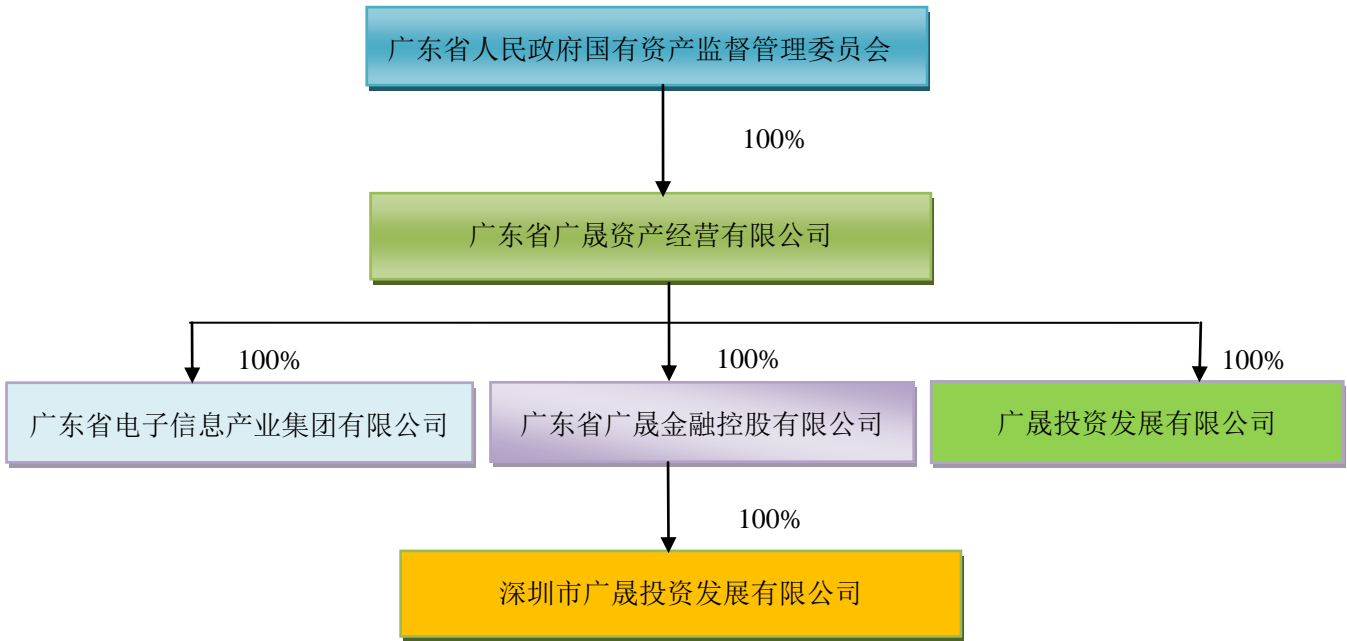 广东省人民政府国有资产监督管理委员会
100%
广东省广晟资产经营有限公司
100%
100%
100%
广东省电子信息产业集团有限公司
广东省广晟金融控股有限公司
广晟投资发展有限公司
100%
深圳市广晟投资发展有限公司